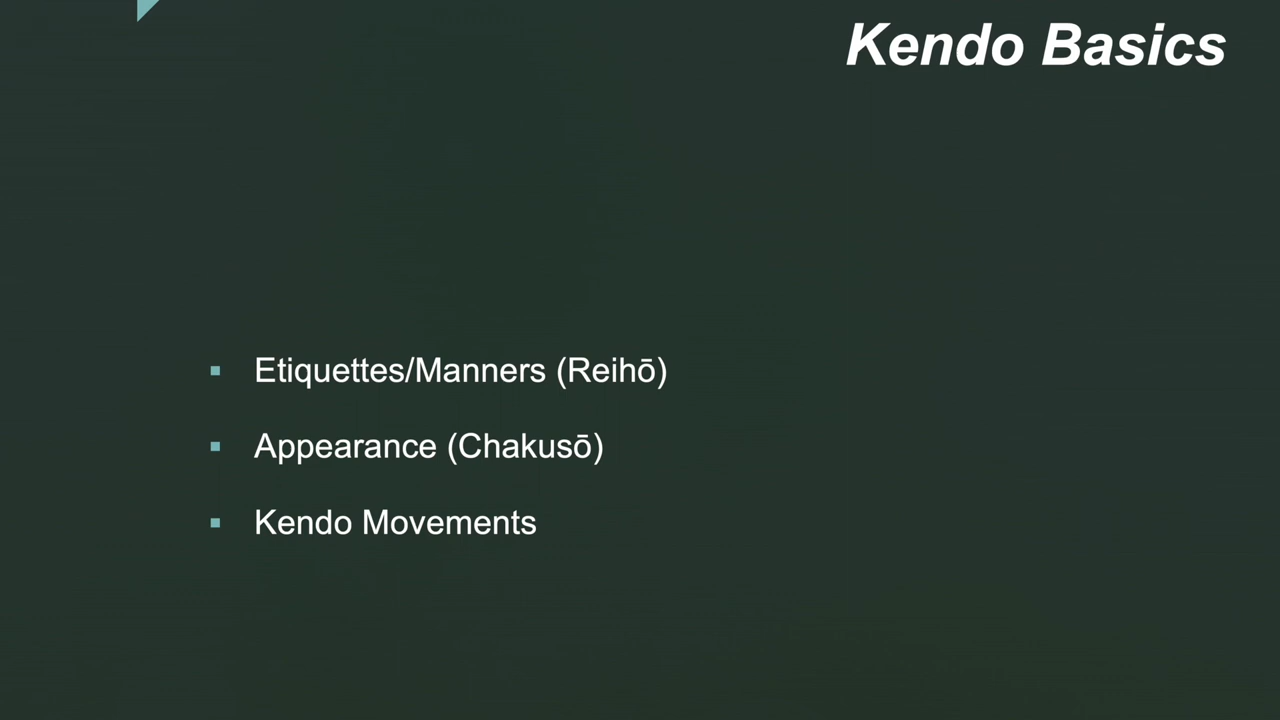 Kendo Basics
Etiquettes/Manners (Reihō)
Appearance (Chakusō)
Kendo Movements